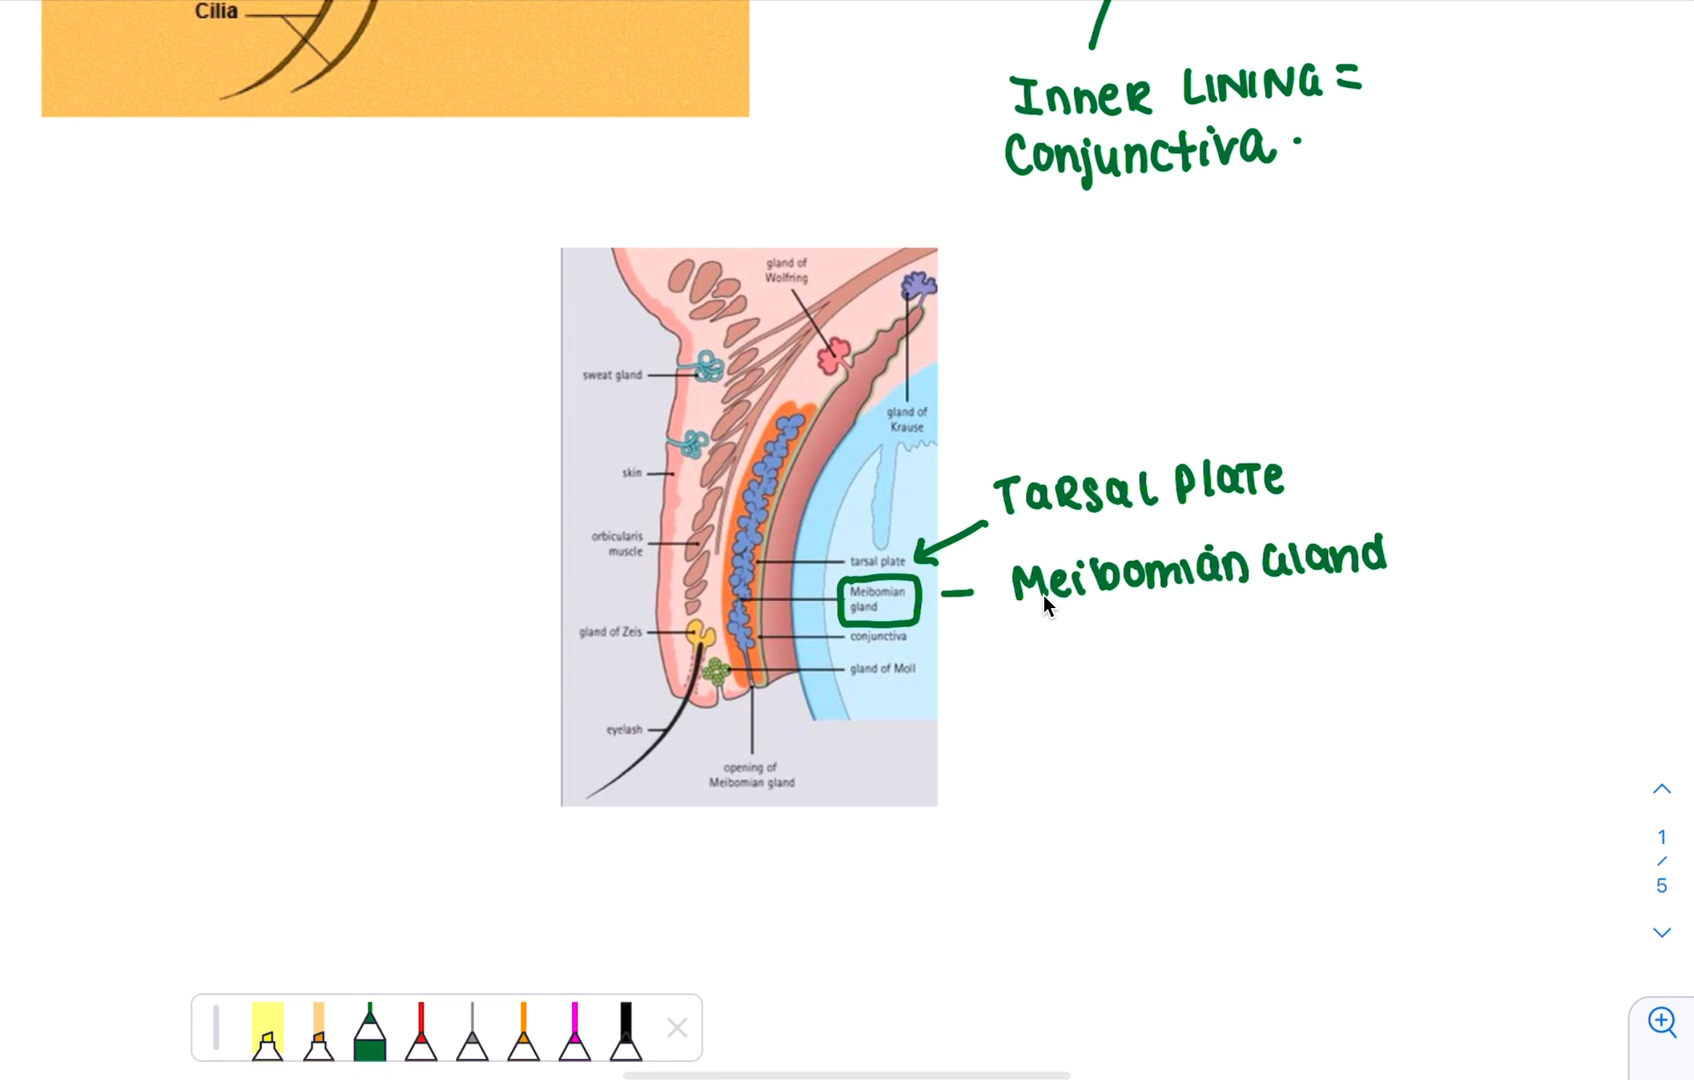 Cilia
Inner LINING =
Conjunctiva .
gland of
Wolfring
sweat gland
gland of
Krause
skin
Tarsal Plate
orbicularis
muscle
tarsal plate
Meibomian
gland
– Meibomian Gland
gland of Zeis
conjunctiva
gland of Moll
eyelash
opening of
Meibomian gland
1
/
5